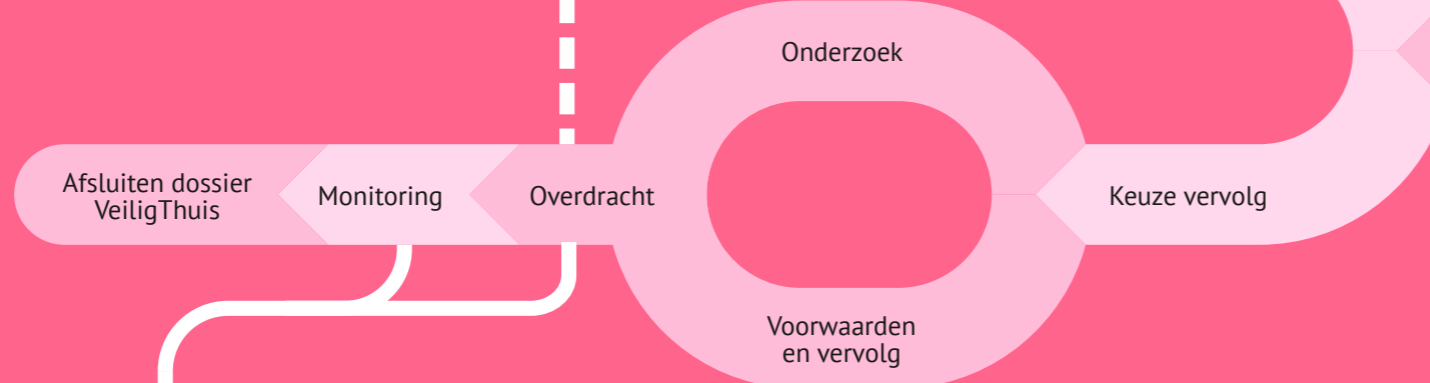 Onderzoek
Afsluiten dossier
VeiligThuis
Monitoring
Overdracht
Keuze vervolg
Voorwaarden
en vervolg